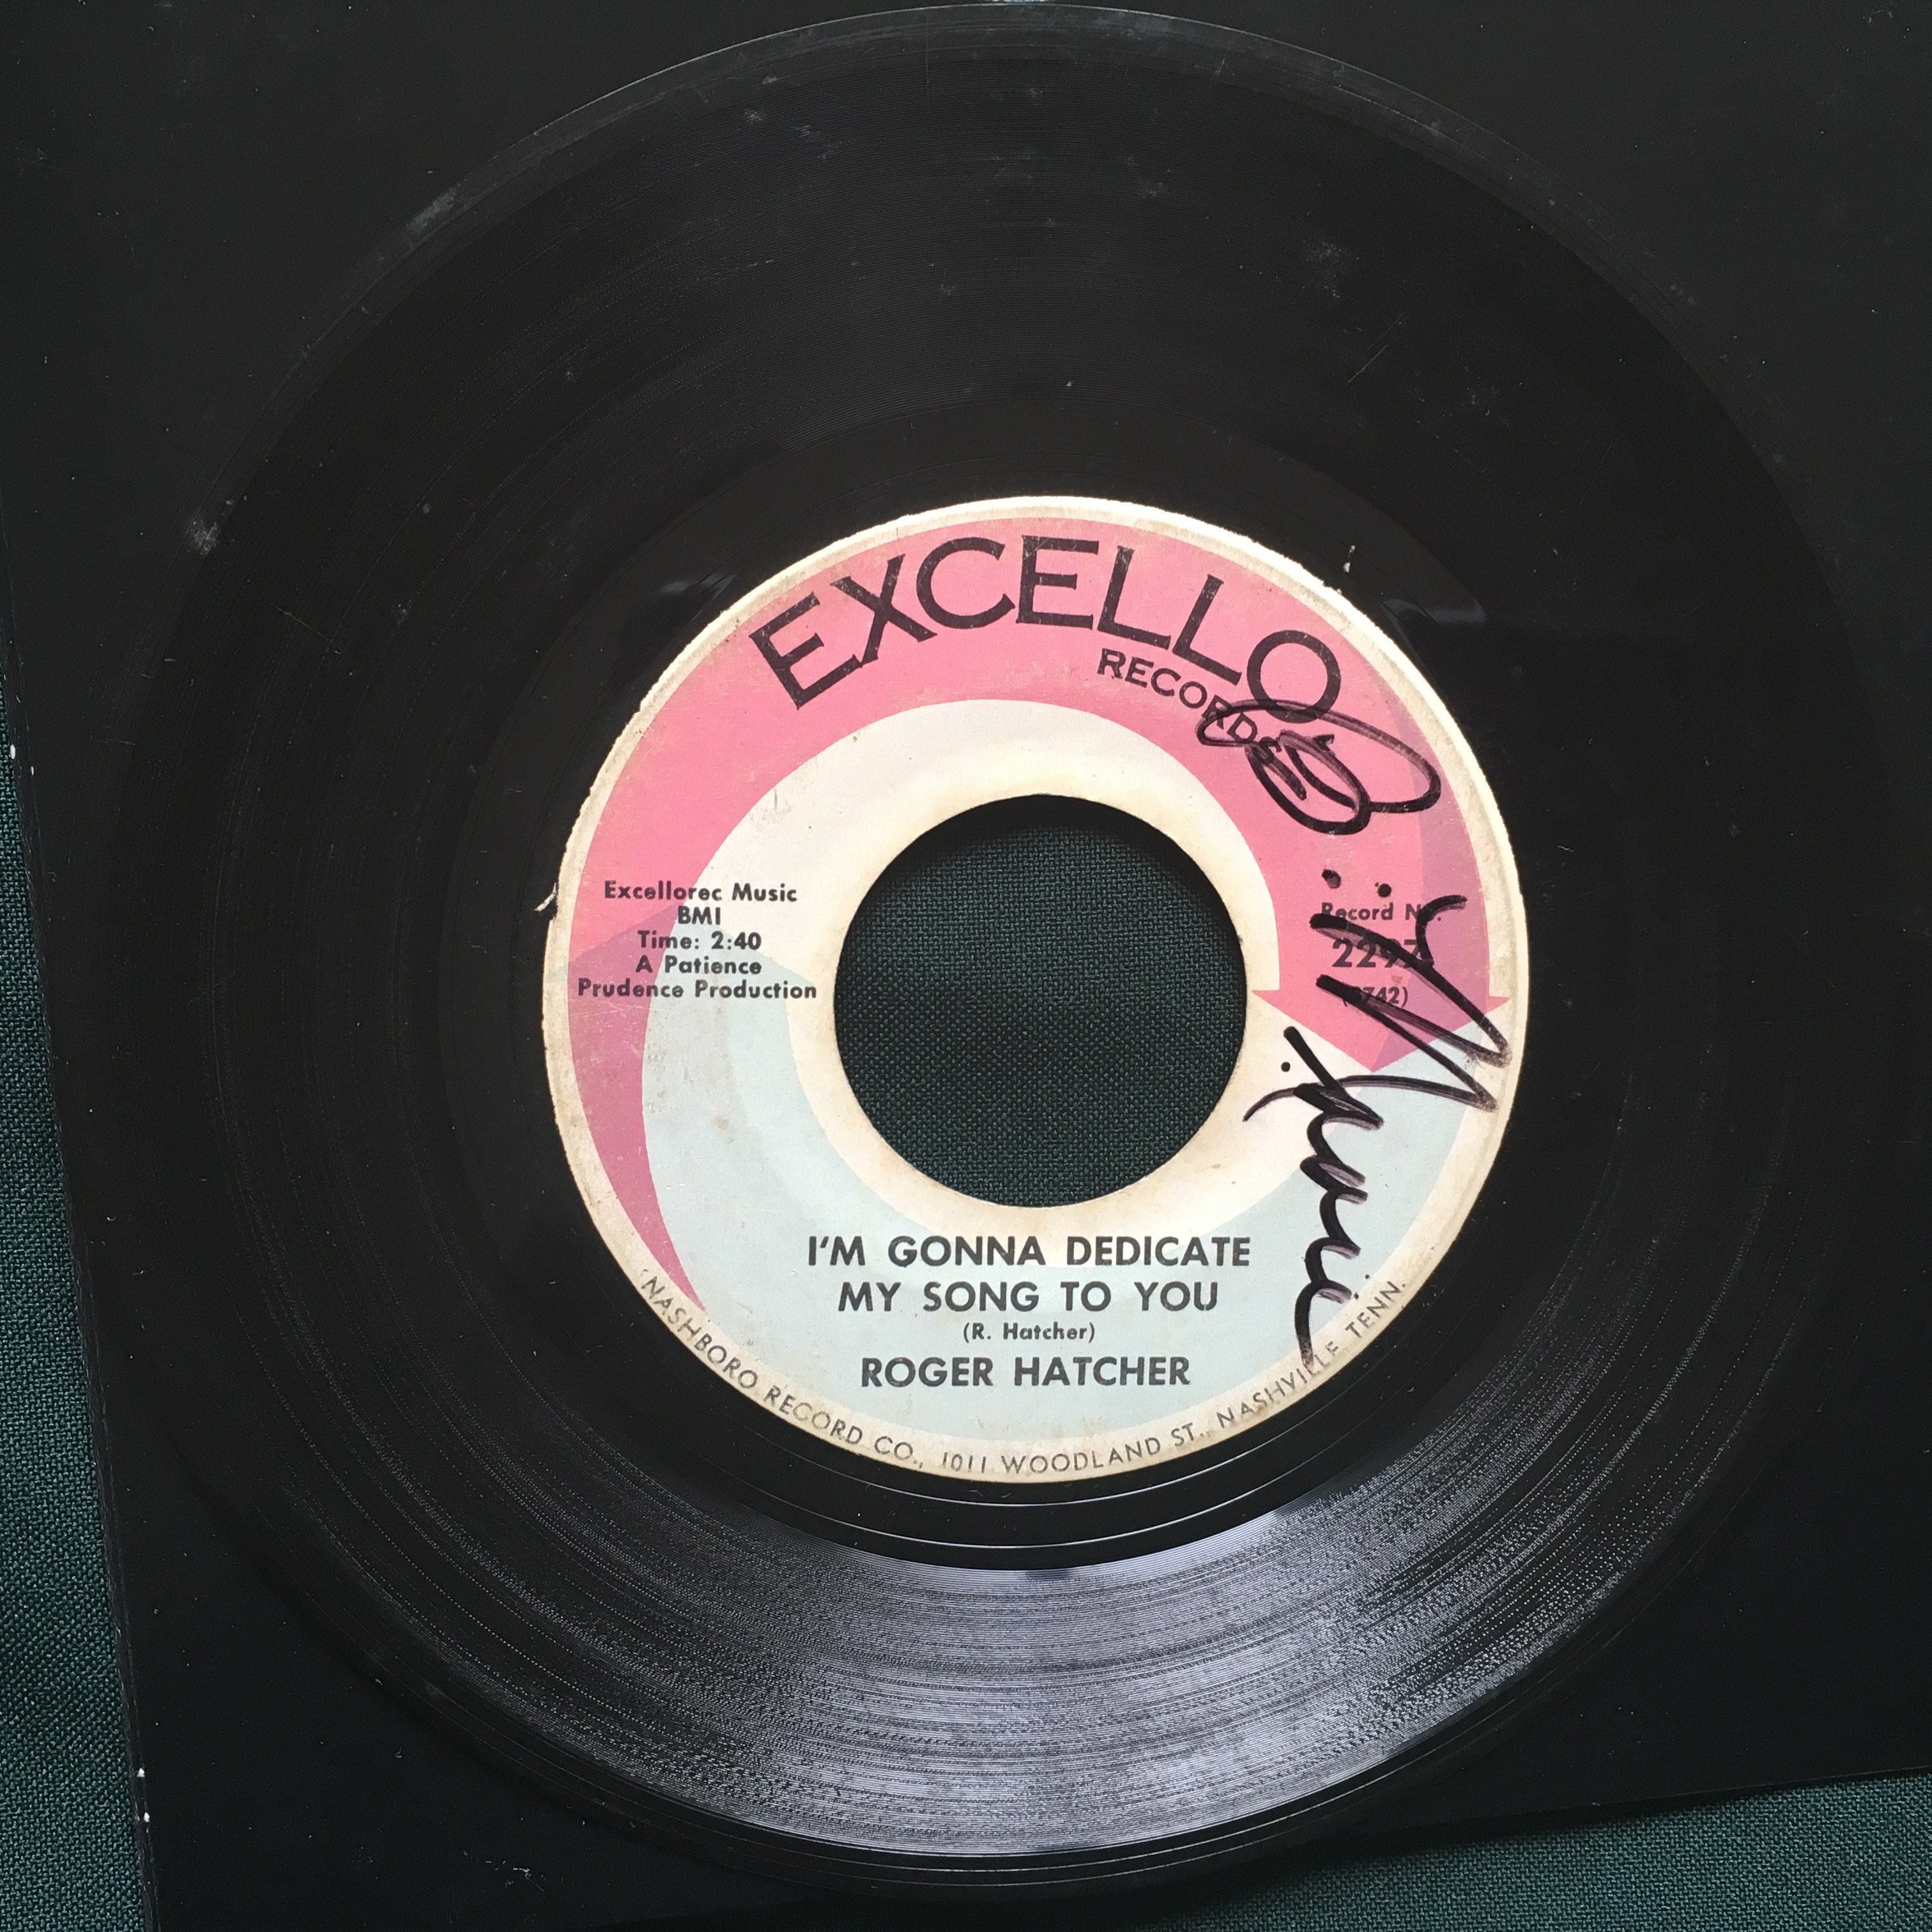 EXCELLO
RECORDS
Excellorec Music
BMI
Time: 2:40
A Patience
Prudence Production
Record No.
2297
I'M GONNA DEDICATE
MY SONG TO YOU
(R. Hatcher)
ROGER HATCHER
NASHBORO RECORD CO., 1011 WOODLAND ST., NASHVILLE TENN.